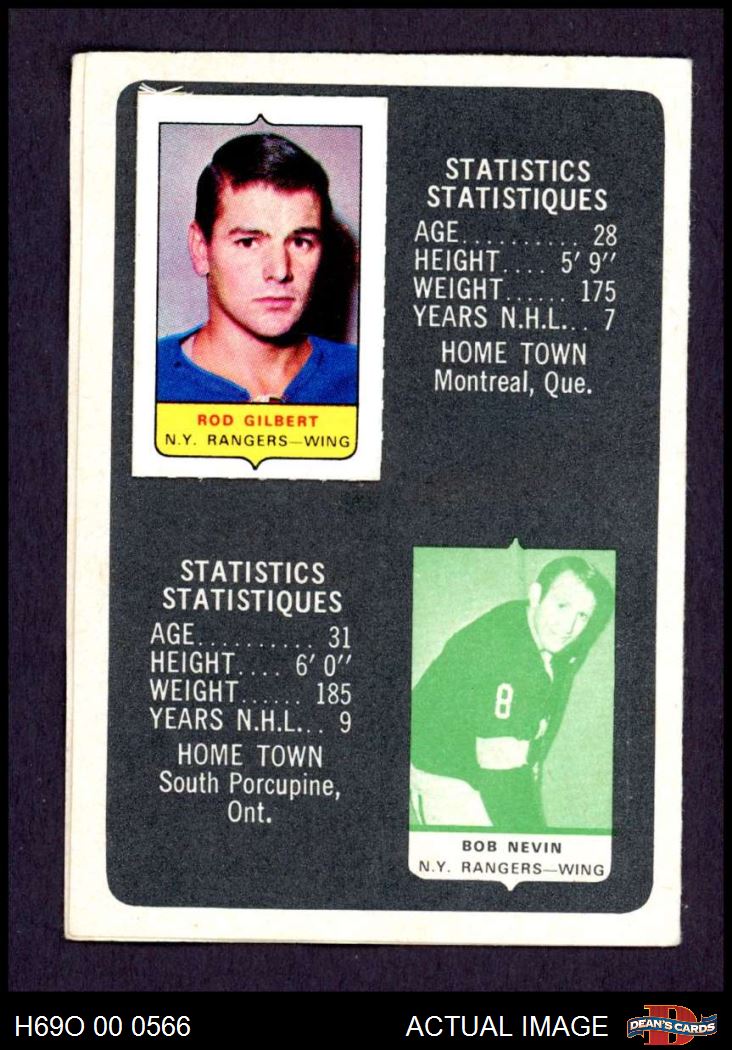 STATISTICS
STATISTIQUES
AGE.......... 28
HEIGHT.... 5' 9''
WEIGHT...... 175
YEARS N.H.L... 7
HOME TOWN
Montreal, Que.
ROD GILBERT
N.Y. RANGERS—WING
STATISTICS
STATISTIQUES
AGE.......... 31
HEIGHT.... 6' 0''
WEIGHT...... 185
YEARS N.H.L... 9
HOME TOWN
South Porcupine,
Ont.
8
BOB NEVIN
N.Y. RANGERS—WING
H69O 00 0566
ACTUAL IMAGE
D
DEAN'S CARDS